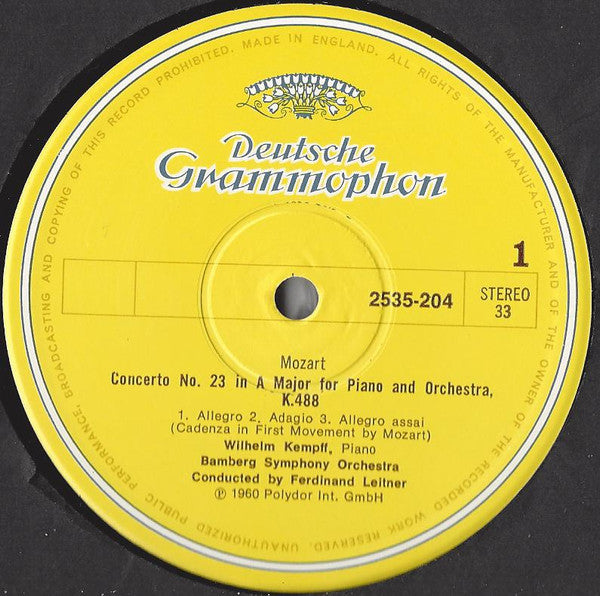 MADE IN ENGLAND. ALL RIGHTS OF THE MANUFACTURER AND OF THE OWNER OF THE RECORDED WORK RESERVED. UNAUTHORIZED PUBLIC PERFORMANCE, BROADCASTING AND COPYING OF THIS RECORD PROHIBITED.
Deutsche
Grammophon
1
2535-204
STEREO
33
Mozart
Concerto No. 23 in A Major for Piano and Orchestra,
K.488
1. Allegro 2. Adagio 3. Allegro assai
(Cadenza in First Movement by Mozart)
Wilhelm Kempff, Piano
Bamberg Symphony Orchestra
Conducted by Ferdinand Leitner
℗ 1960 Polydor Int. GmbH